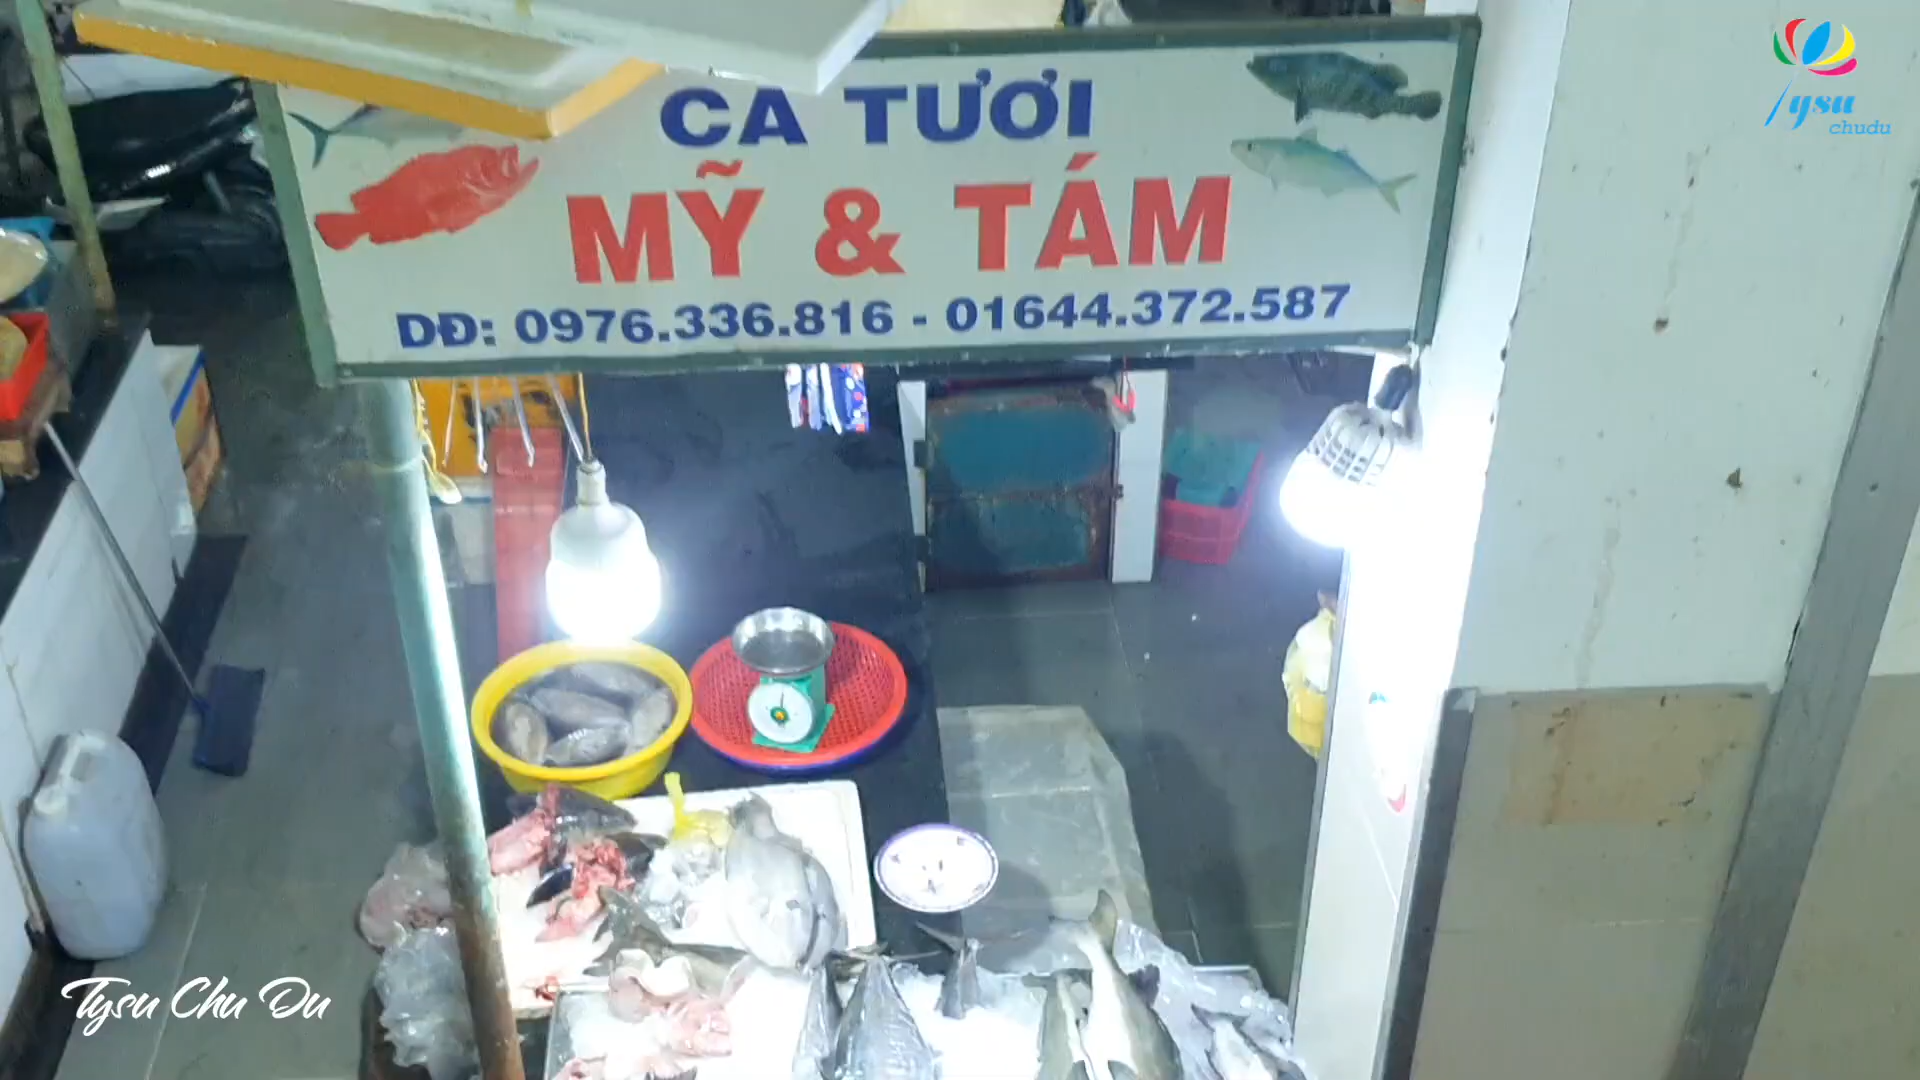 CA TƯƠI
MỸ & TÁM
DĐ: 0976.336.816 - 01644.372.587
Tysu
chudu
Tysu Chu Du